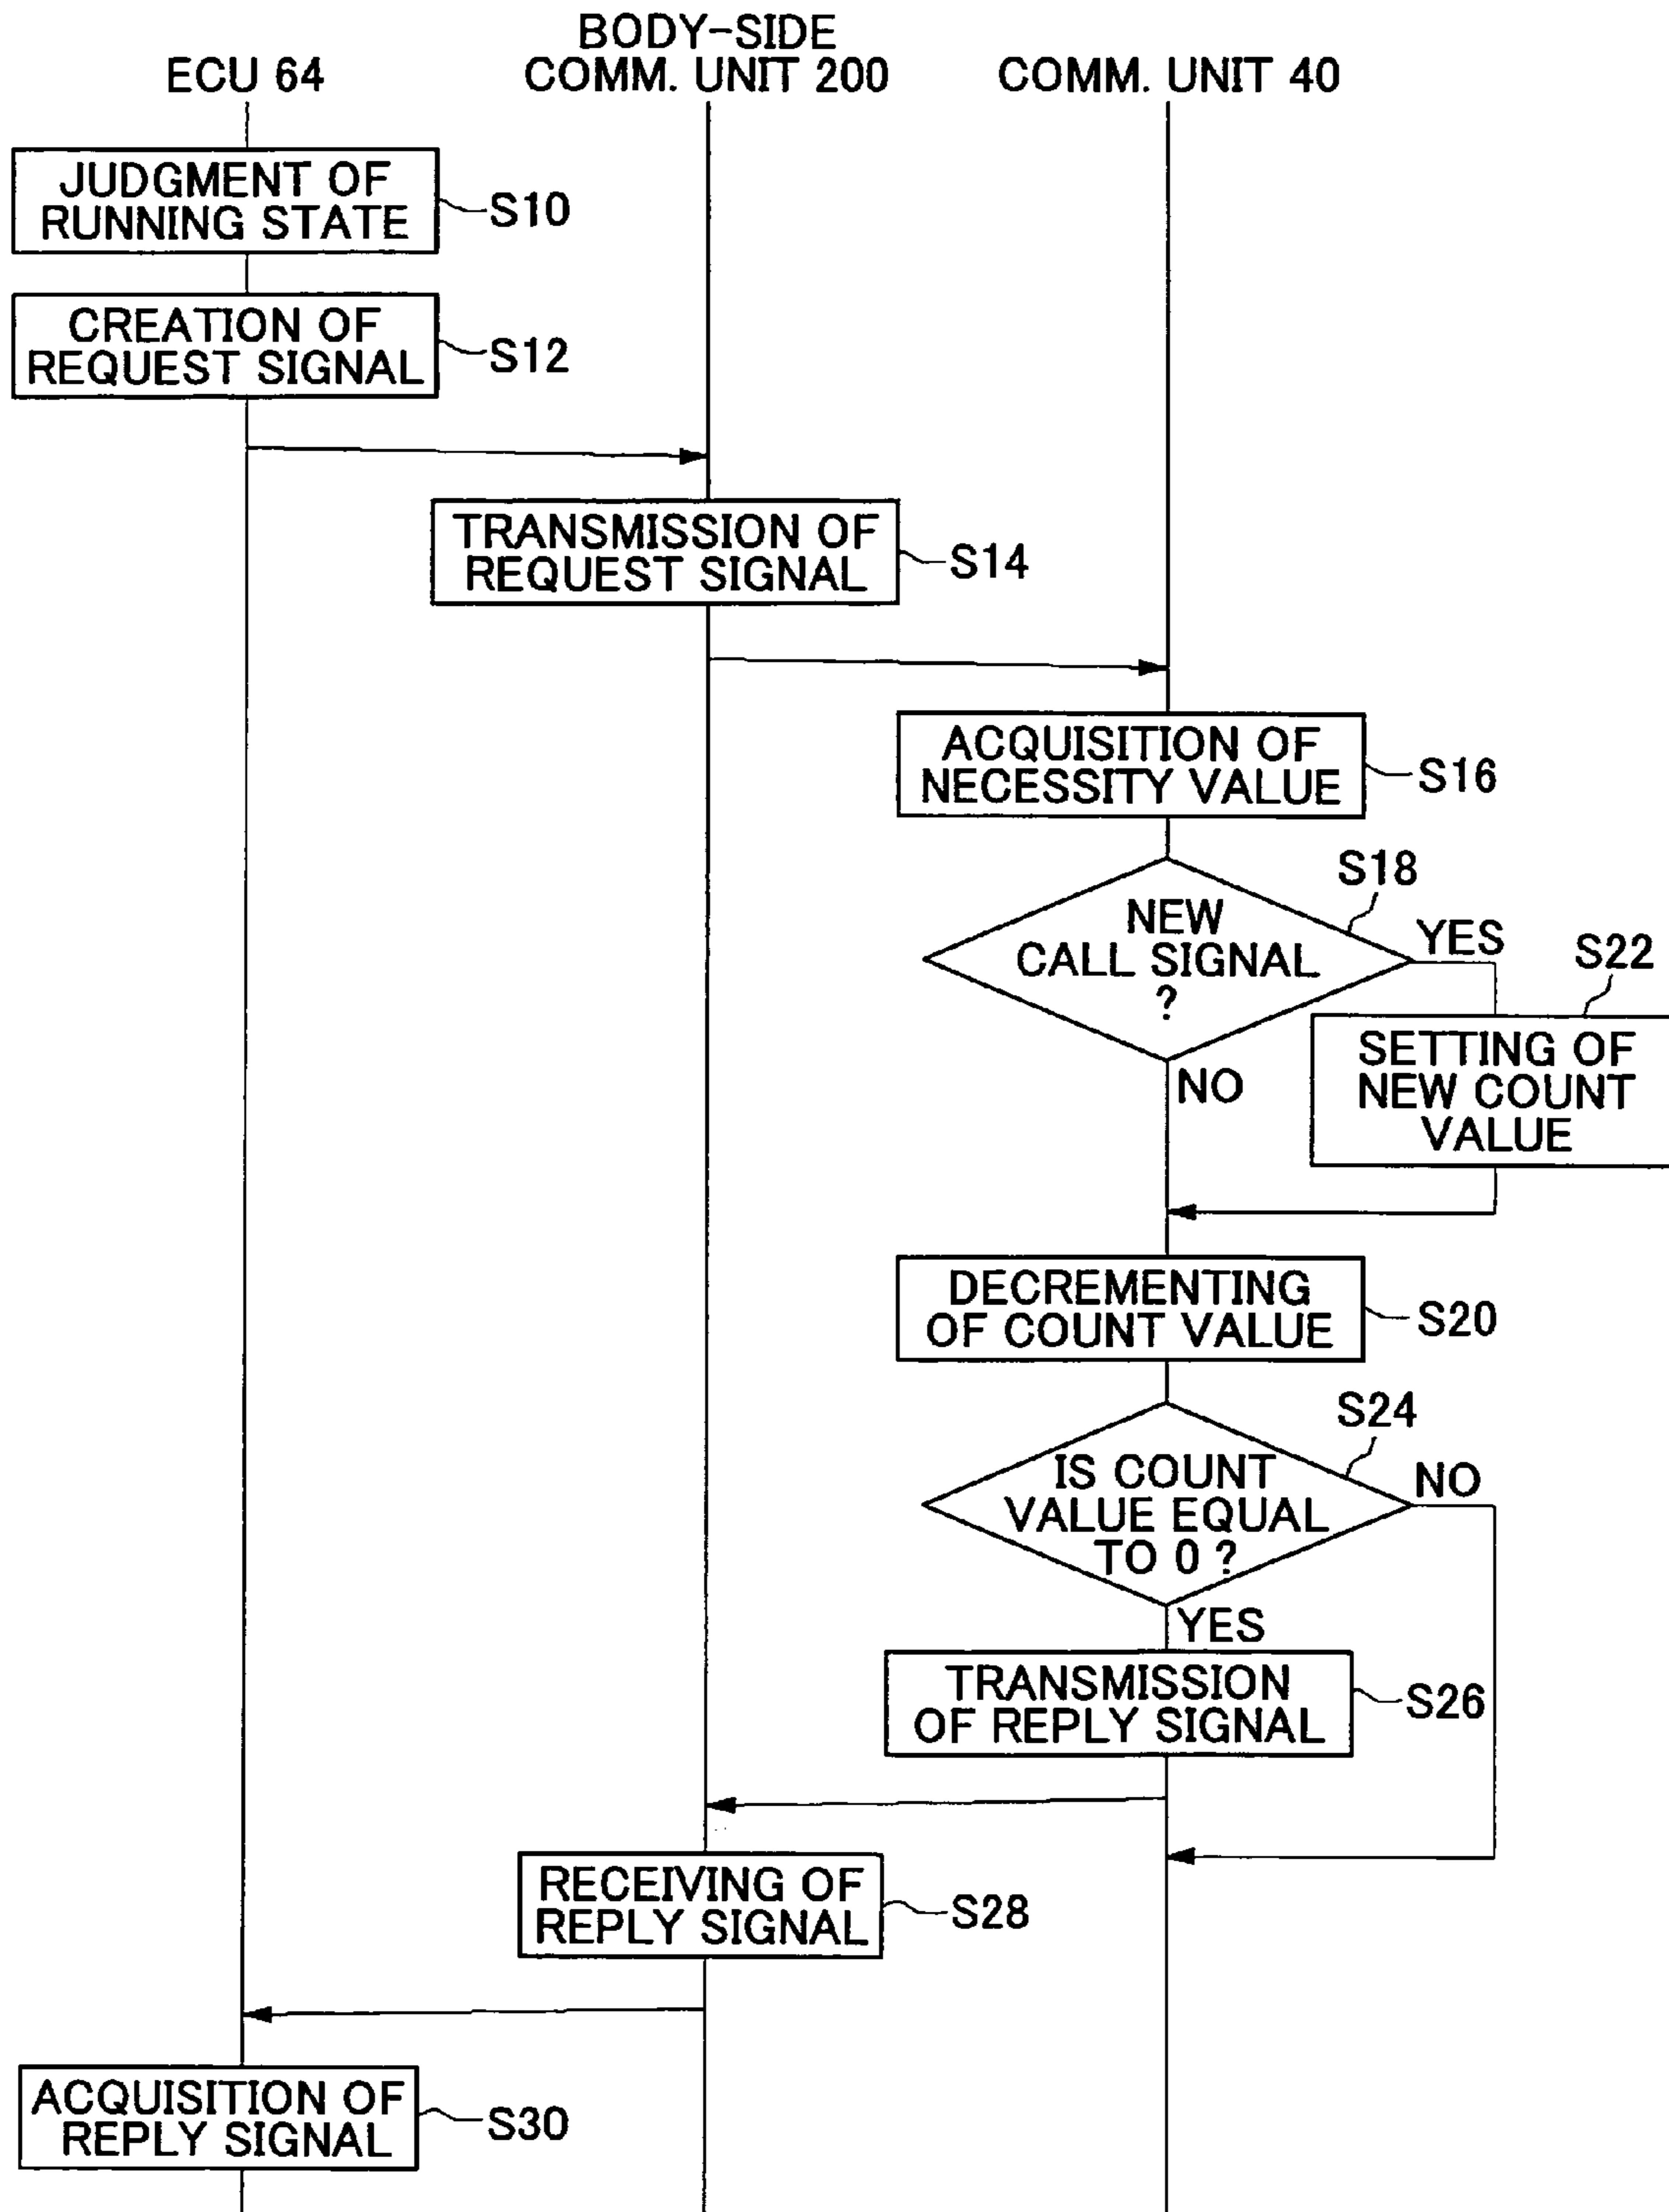 BODY-SIDE
ECU 64
COMM. UNIT 200
COMM. UNIT 40
JUDGMENT OF
RUNNING STATE
S10
CREATION OF
REQUEST SIGNAL
S12
TRANSMISSION OF
REQUEST SIGNAL
S14
ACQUISITION OF
NECESSITY VALUE
S16
S18
NEW
CALL SIGNAL
?
YES
NO
S22
SETTING OF
NEW COUNT
VALUE
DECREMENTING
OF COUNT VALUE
S20
S24
IS COUNT
VALUE EQUAL
TO 0 ?
NO
YES
TRANSMISSION
OF REPLY SIGNAL
S26
RECEIVING OF
REPLY SIGNAL
S28
ACQUISITION OF
REPLY SIGNAL
S30